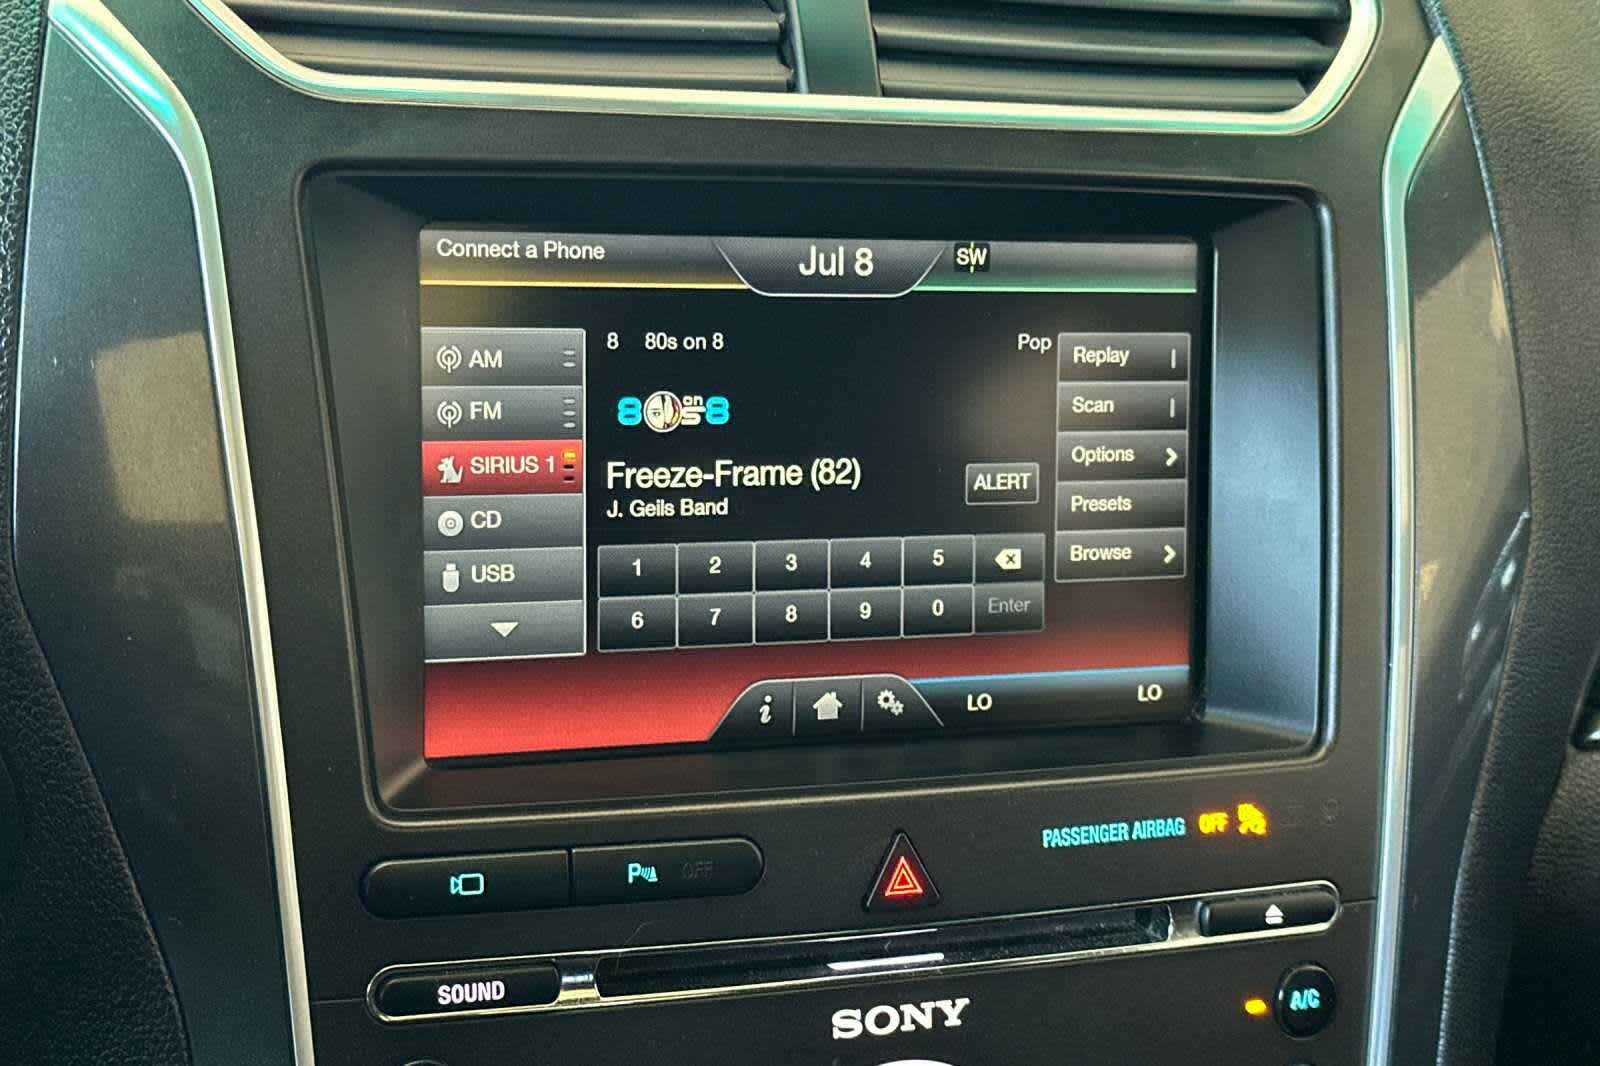 Connect a Phone
Jul 8
SW
AM
FM
SIRIUS 1
CD
USB
8 80s on 8
Pop
80s on 8
Freeze-Frame (82)
J. Geils Band
ALERT
1 2 3 4 5
6 7 8 9 0 Enter
Replay
Scan
Options
Presets
Browse
i
LO
LO
PASSENGER AIRBAG OFF
P OFF
SOUND
SONY
A/C